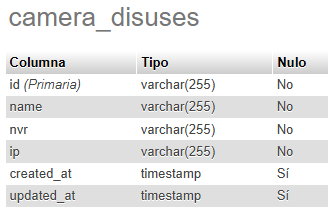 camera_disuses
Columna Tipo Nulo
id (Primaria) varchar(255) No
name varchar(255) No
nvr varchar(255) No
ip varchar(255) No
created_at timestamp Sí
updated_at timestamp Sí